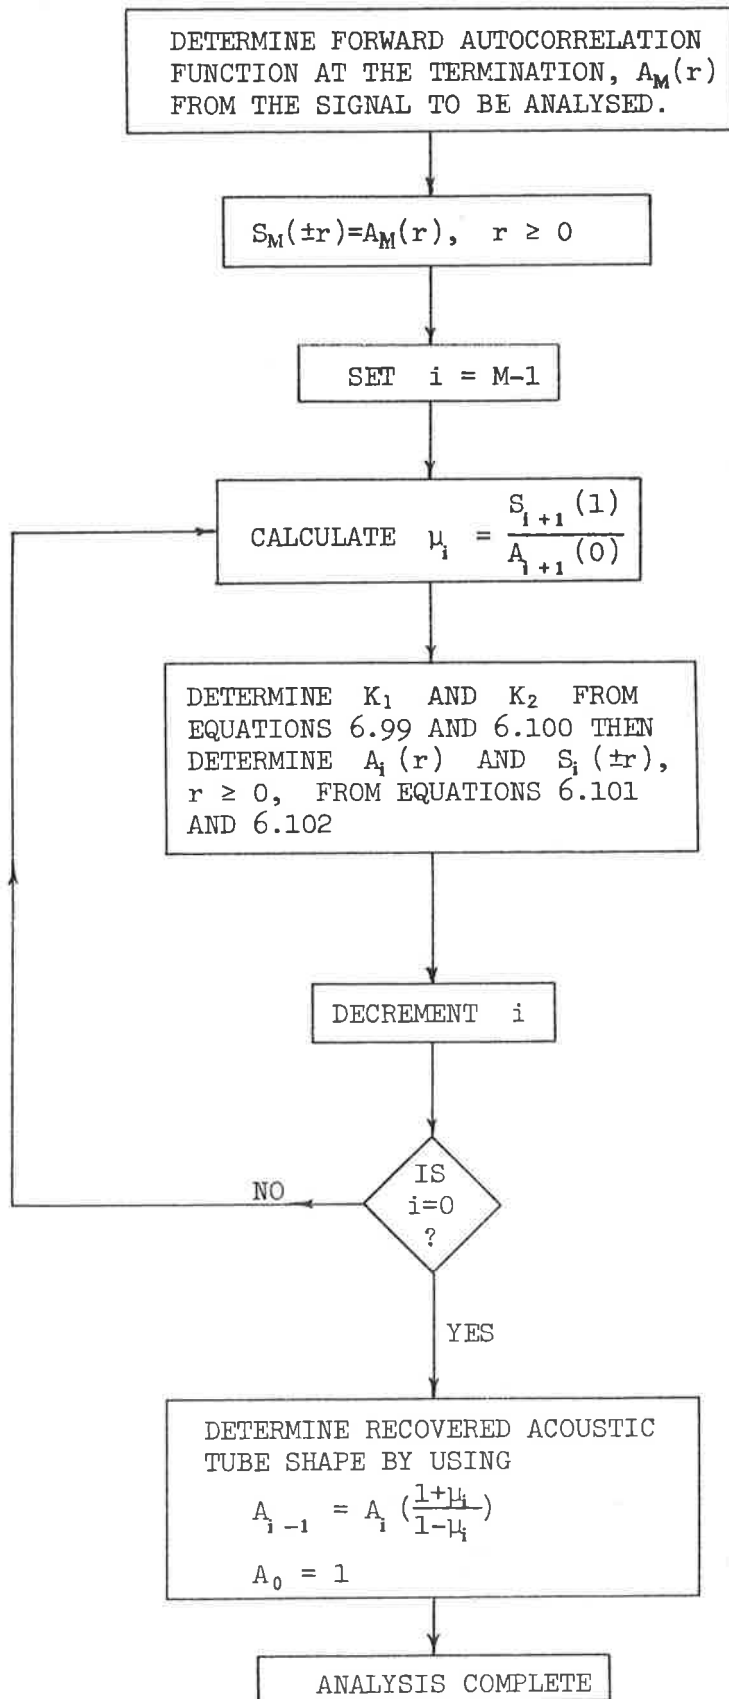 DETERMINE FORWARD AUTOCORRELATION
FUNCTION AT THE TERMINATION, A_M(r)
FROM THE SIGNAL TO BE ANALYSED.
S_M(±r)=A_M(r), r ≥ 0
SET i = M-1
CALCULATE μ_i = S_{i+1}(1) / A_{i+1}(0)
DETERMINE K₁ AND K₂ FROM
EQUATIONS 6.99 AND 6.100 THEN
DETERMINE A_i(r) AND S_i(±r),
r ≥ 0, FROM EQUATIONS 6.101
AND 6.102
DECREMENT i
IS
i=0
?
NO
YES
DETERMINE RECOVERED ACOUSTIC
TUBE SHAPE BY USING
A_{i-1} = A_i (1+μ_i / 1-μ_i)
A₀ = 1
ANALYSIS COMPLETE